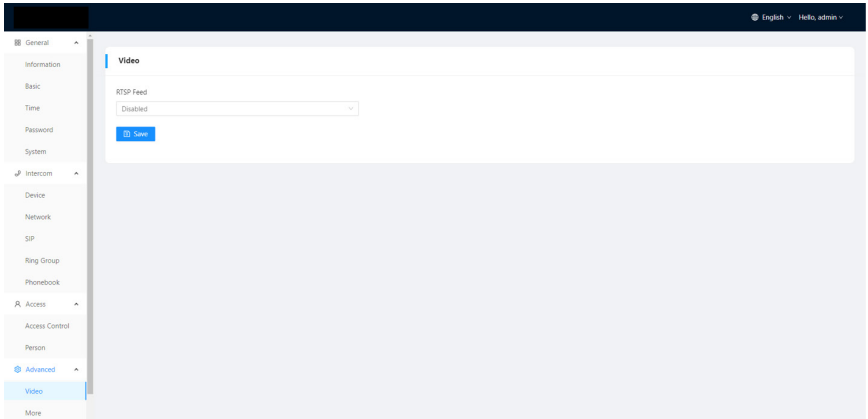 English Hello, admin
General
Information
Basic
Time
Password
System
Intercom
Device
Network
SIP
Ring Group
Phonebook
Access
Access Control
Person
Advanced
Video
More
Video
RTSP Feed
Disabled
Save